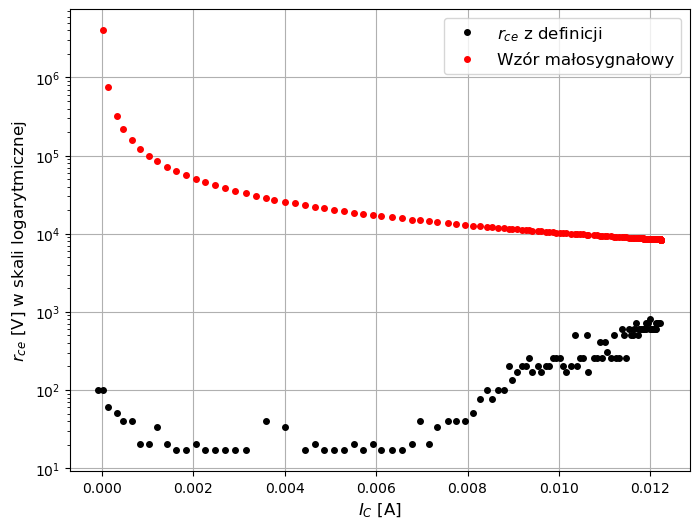 r_ce z definicji
Wzór małosygnałowy
r_ce [V] w skali logarytmicznej
10^6
10^5
10^4
10^3
10^2
10^1
0.000 0.002 0.004 0.006 0.008 0.010 0.012
I_C [A]